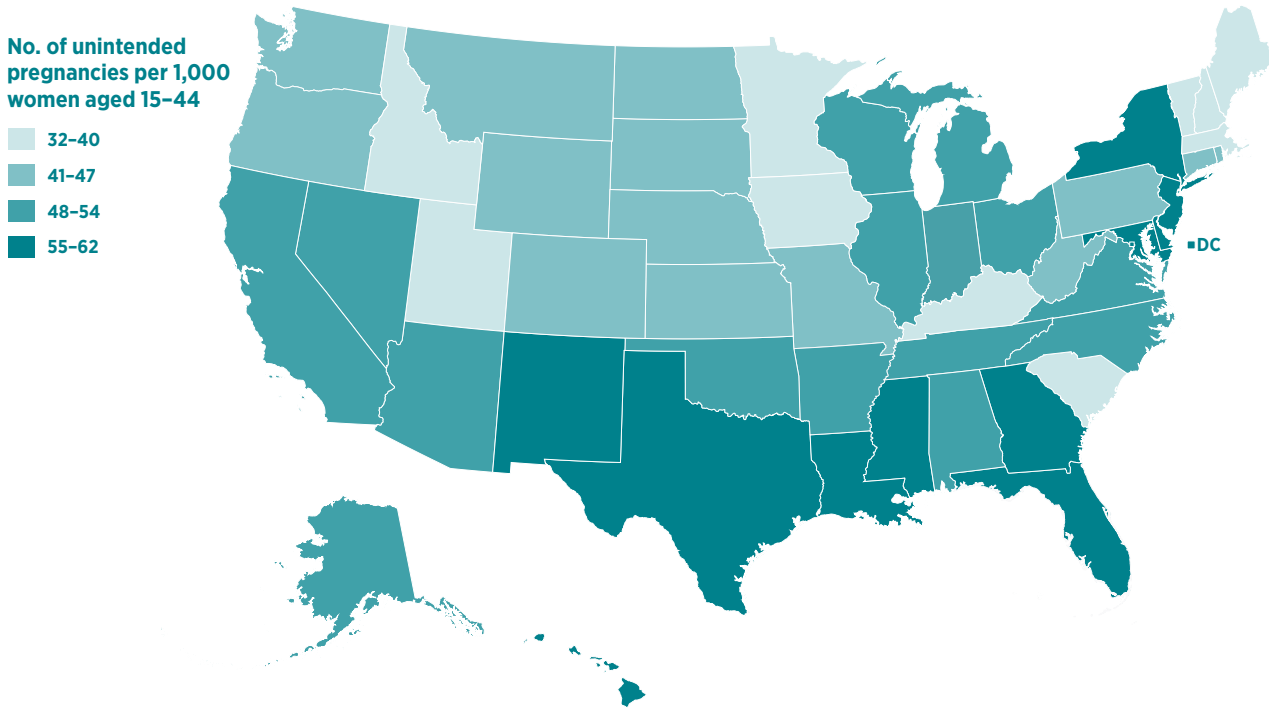 No. of unintended
pregnancies per 1,000
women aged 15–44
32–40
41–47
48–54
55–62
DC